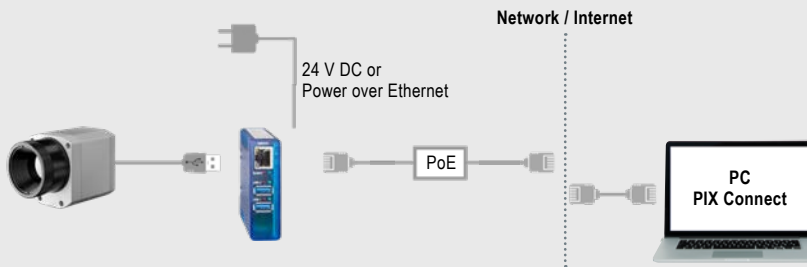 Network / Internet
24 V DC or
Power over Ethernet
PoE
PC
PIX Connect